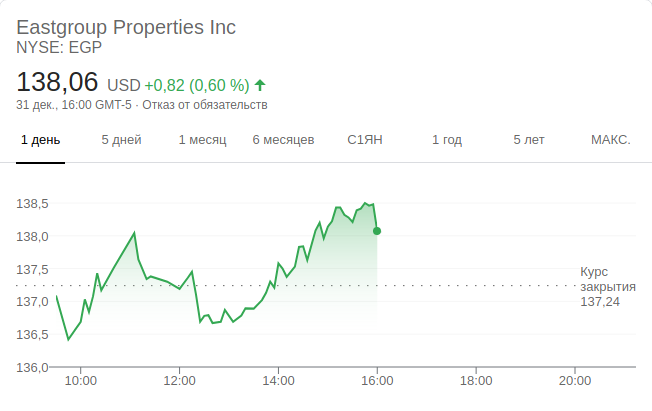 Eastgroup Properties Inc
NYSE: EGP
138,06 USD +0,82 (0,60 %) ↑
31 дек., 16:00 GMT-5 · Отказ от обязательств
1 день 5 дней 1 месяц 6 месяцев С1ЯН 1 год 5 лет МАКС.
138,5
138,0
137,5
137,0
136,5
136,0
Курс
закрытия
137,24
10:00 12:00 14:00 16:00 18:00 20:00